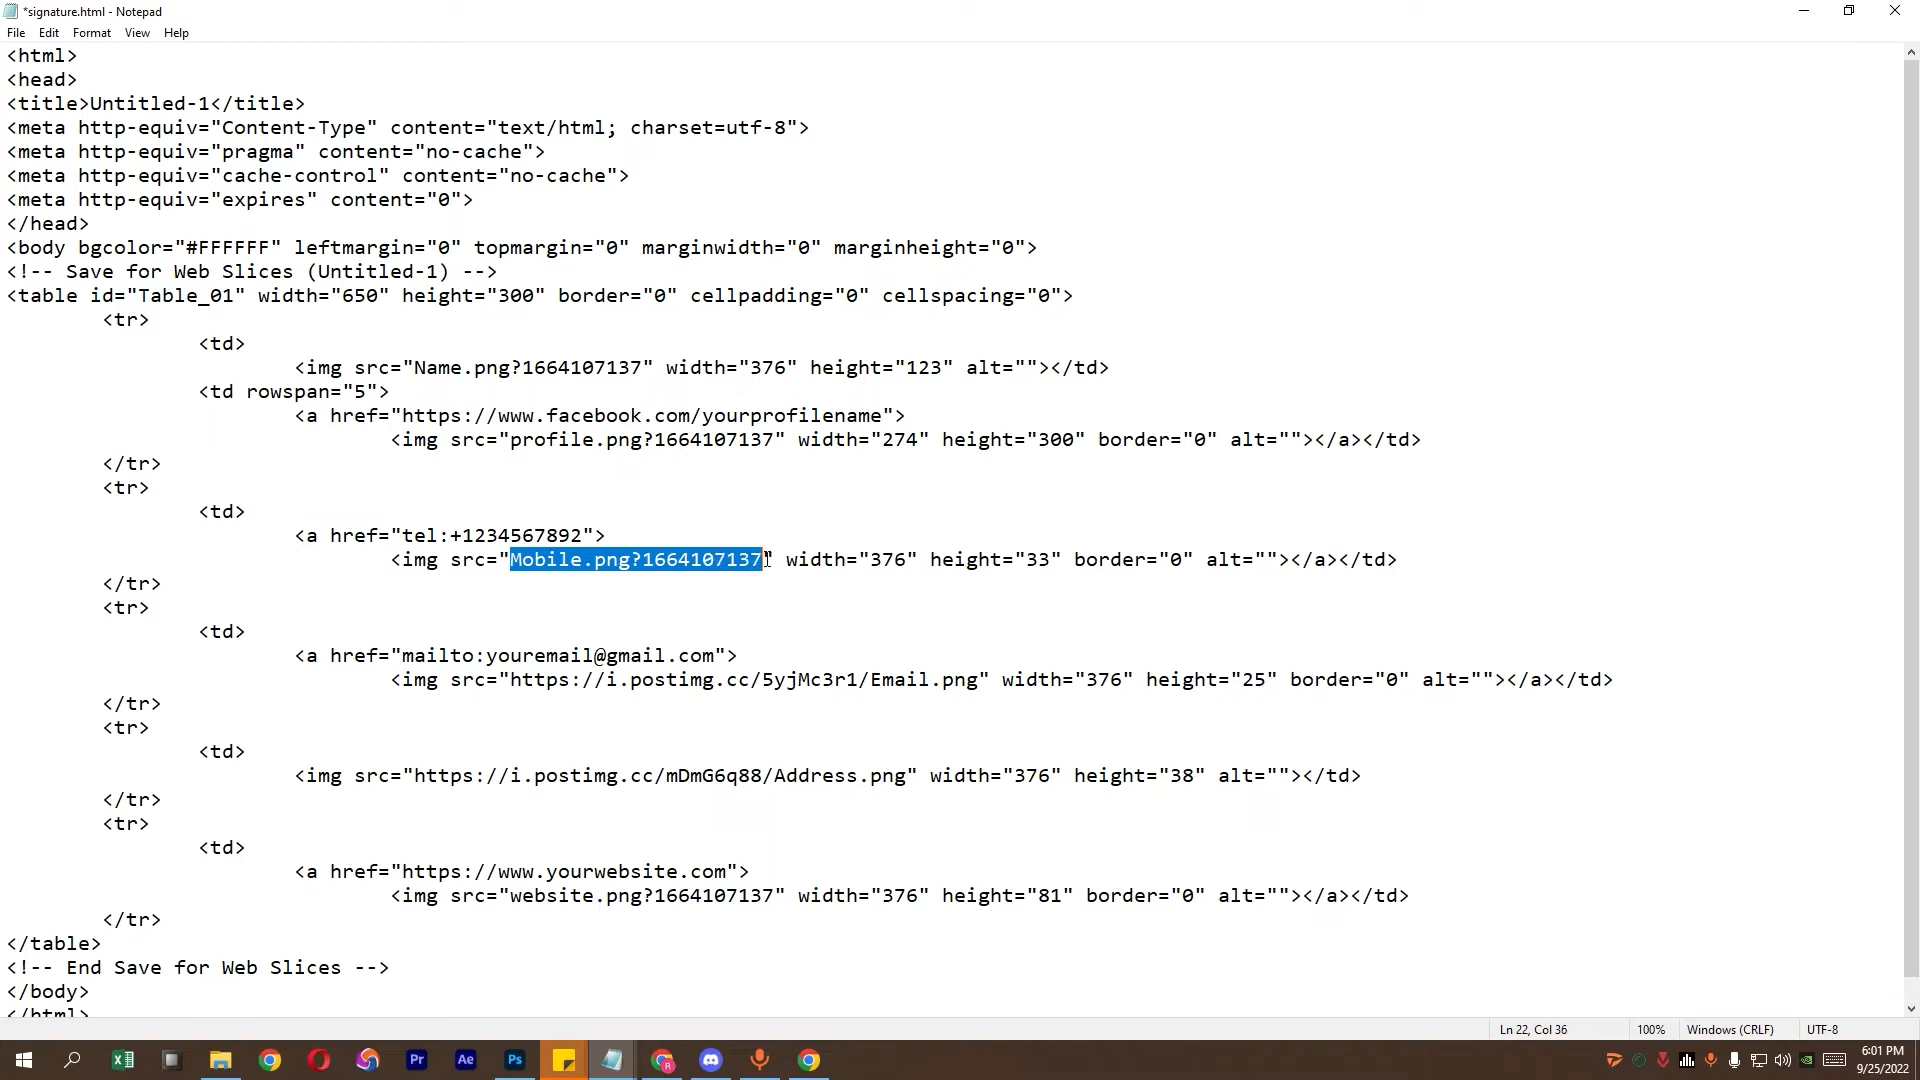 *signature.html - Notepad
File Edit Format View Help
<html>
<head>
<title>Untitled-1</title>
<meta http-equiv="Content-Type" content="text/html; charset=utf-8">
<meta http-equiv="pragma" content="no-cache">
<meta http-equiv="cache-control" content="no-cache">
<meta http-equiv="expires" content="0">
</head>
<body bgcolor="#FFFFFF" leftmargin="0" topmargin="0" marginwidth="0" marginheight="0">
<!-- Save for Web Slices (Untitled-1) -->
<table id="Table_01" width="650" height="300" border="0" cellpadding="0" cellspacing="0">
<tr>
<td>
<img src="Name.png?1664107137" width="376" height="123" alt=""></td>
<td rowspan="5">
<a href="https://www.facebook.com/yourprofilename">
<img src="profile.png?1664107137" width="274" height="300" border="0" alt=""></a></td>
</tr>
<tr>
<td>
<a href="tel:+1234567892">
<img src="Mobile.png?1664107137" width="376" height="33" border="0" alt=""></a></td>
</tr>
<tr>
<td>
<a href="mailto:youremail@gmail.com">
<img src="https://i.postimg.cc/5yjMc3r1/Email.png" width="376" height="25" border="0" alt=""></a></td>
</tr>
<tr>
<td>
<img src="https://i.postimg.cc/mDmG6q88/Address.png" width="376" height="38" alt=""></td>
</tr>
<tr>
<td>
<a href="https://www.yourwebsite.com">
<img src="website.png?1664107137" width="376" height="81" border="0" alt=""></a></td>
</tr>
</table>
<!-- End Save for Web Slices -->
</body>
</html>
Ln 22, Col 36 100% Windows (CRLF) UTF-8
Pr Ae Ps
6:01 PM
9/25/2022